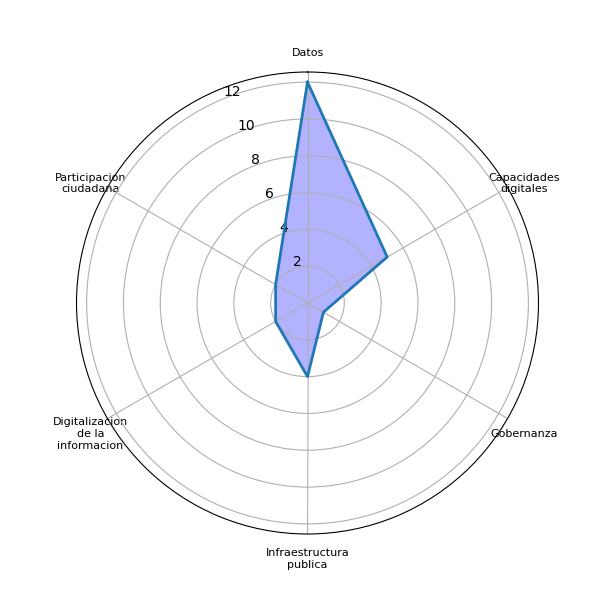 Datos
12
10
8
6
4
2
Participacion
ciudadana
Capacidades
digitales
Digitalizacion
de la
informacion
Gobernanza
Infraestructura
publica